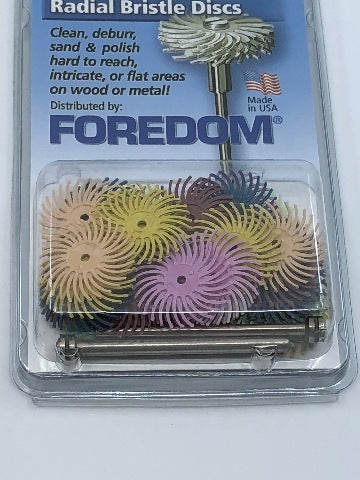 Radial Bristle Discs
Clean, deburr,
sand & polish
hard to reach,
intricate, or flat areas
on wood or metal!
Made
in USA
Distributed by:
FOREDOM®